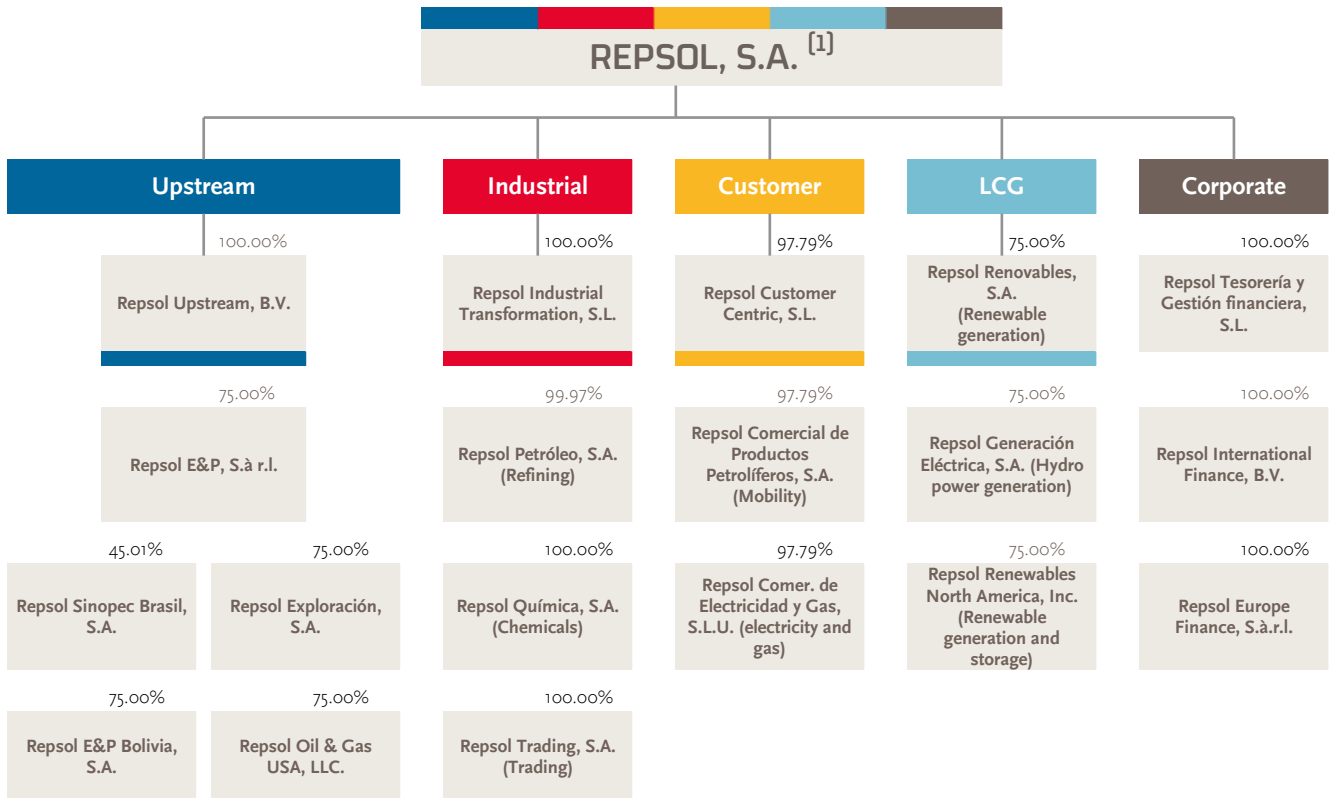 REPSOL, S.A. [1]
Upstream
Industrial
Customer
LCG
Corporate
100.00%
100.00%
97.79%
75.00%
100.00%
Repsol Upstream, B.V.
Repsol Industrial
Transformation, S.L.
Repsol Customer
Centric, S.L.
Repsol Renovables,
S.A.
(Renewable
generation)
Repsol Tesorería y
Gestión financiera,
S.L.
75.00%
99.97%
97.79%
75.00%
100.00%
Repsol E&P, S.à r.l.
Repsol Petróleo, S.A.
(Refining)
Repsol Comercial de
Productos
Petrolíferos, S.A.
(Mobility)
Repsol Generación
Eléctrica, S.A. (Hydro
power generation)
Repsol International
Finance, B.V.
45.01%
75.00%
100.00%
97.79%
75.00%
100.00%
Repsol Sinopec Brasil,
S.A.
Repsol Exploración,
S.A.
Repsol Química, S.A.
(Chemicals)
Repsol Comer. de
Electricidad y Gas,
S.L.U. (electricity and
gas)
Repsol Renewables
North America, Inc.
(Renewable
generation and
storage)
Repsol Europe
Finance, S.à.r.l.
75.00%
75.00%
100.00%
Repsol E&P Bolivia,
S.A.
Repsol Oil & Gas
USA, LLC.
Repsol Trading, S.A.
(Trading)